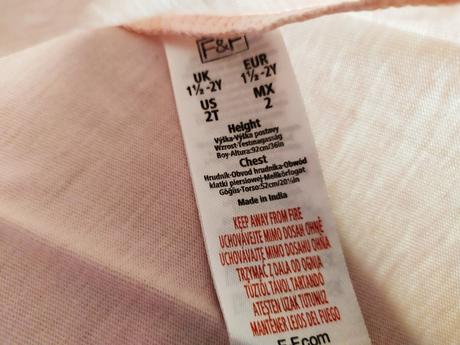 F&F
UK EUR
1½-2Y 1½-2Y
US MX
2T 2
Height
Výška-Výška postavy
Wzrost-Testmagasság
Boy-Altura:92cm/36in
Chest
Hrudník-Obvod hrudníka-Obwód
klatki piersiowej-Mellkörfogat
Göğüs-Torso:52cm/20½in
Made in India
KEEP AWAY FROM FIRE
UCHOVÁVEJTE MIMO DOSAH OHNĚ
UCHOVÁVAJTE MIMO DOSAHU OHŇA
TRZYMAĆ Z DALA OD OGNIA
TŰZTŐL TÁVOL TARTANDÓ
ATEŞTEN UZAK TUTUNUZ
MANTENER LEJOS DEL FUEGO
F-F.com